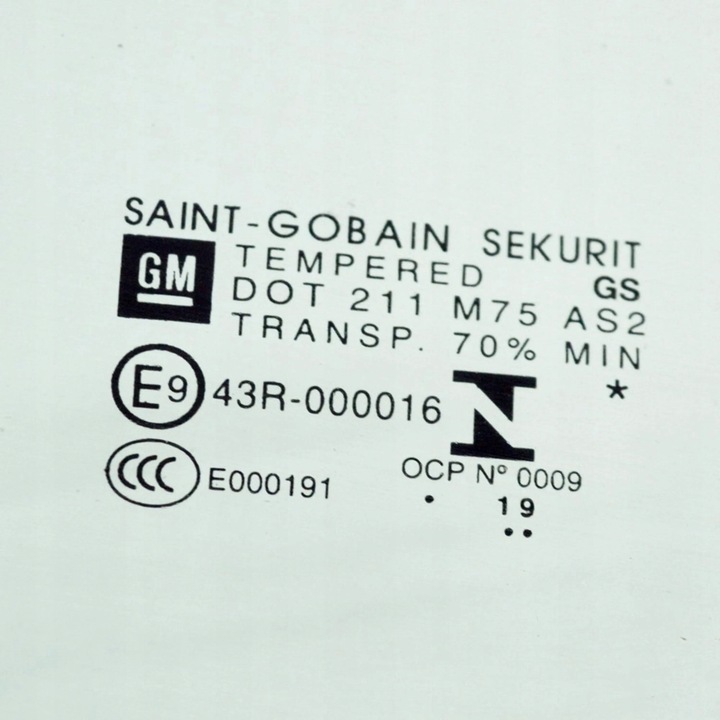 SAINT-GOBAIN SEKURIT
GM TEMPERED GS
DOT 211 M75 AS2
TRANSP. 70% MIN
E9 43R-000016 N *
CCC E000191
OCP Nº 0009
. 19
..